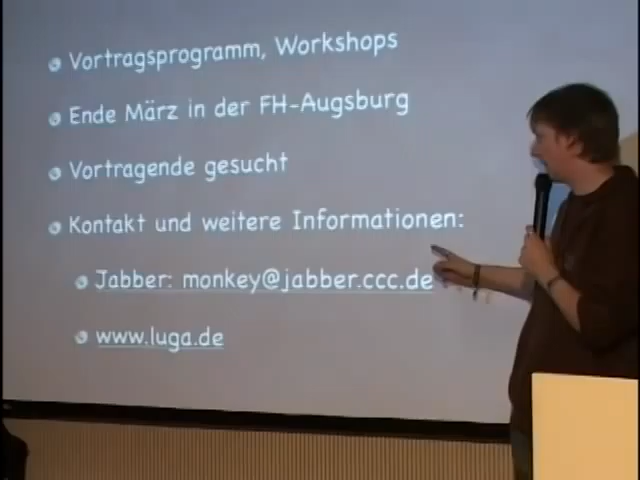 Vortragsprogramm, Workshops
Ende März in der FH-Augsburg
Vortragende gesucht
Kontakt und weitere Informationen:
Jabber: monkey@jabber.ccc.de
www.luga.de